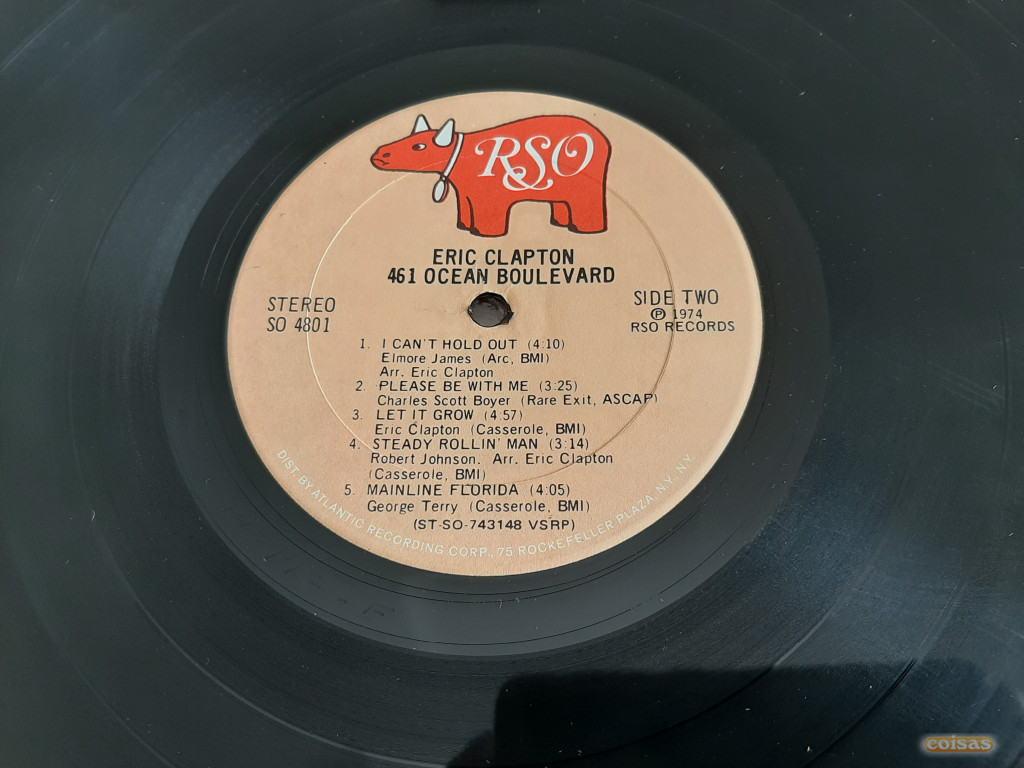 RSO
ERIC CLAPTON
461 OCEAN BOULEVARD
STEREO
SO 4801
SIDE TWO
℗ 1974
RSO RECORDS
1. I CAN'T HOLD OUT (4:10)
Elmore James (Arc, BMI)
Arr. Eric Clapton
2. PLEASE BE WITH ME (3:25)
Charles Scott Boyer (Rare Exit, ASCAP)
3. LET IT GROW (4:57)
Eric Clapton (Casserole, BMI)
4. STEADY ROLLIN' MAN (3:14)
Robert Johnson. Arr. Eric Clapton
(Casserole, BMI)
5. MAINLINE FLORIDA (4:05)
George Terry (Casserole, BMI)
(ST-SO-743148 VSRP)
DIST. BY ATLANTIC RECORDING CORP., 75 ROCKEFELLER PLAZA, N.Y. N.Y.
coisas